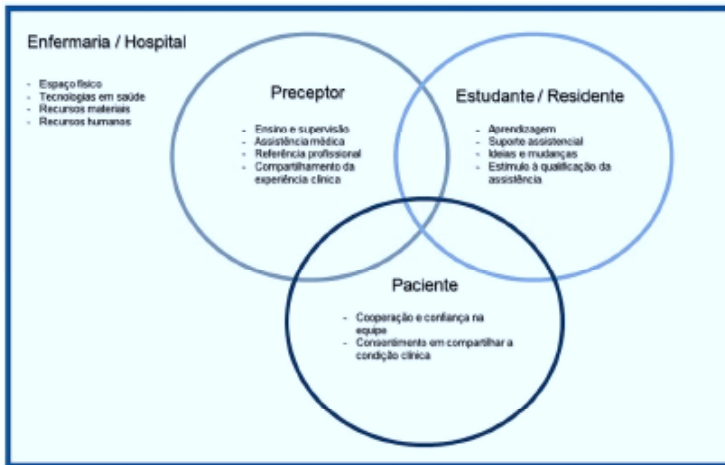 Enfermaria / Hospital
- Espaço físico
- Tecnologias em saúde
- Recursos materiais
- Recursos humanos
Preceptor
- Ensino e supervisão
- Assistência médica
- Referência profissional
- Compartilhamento da
experiência clínica
Estudante / Residente
- Aprendizagem
- Suporte assistencial
- Ideias e mudanças
- Estímulo à qualificação da
assistência
Paciente
- Cooperação e confiança na
equipe
- Consentimento em compartilhar a
condição clínica